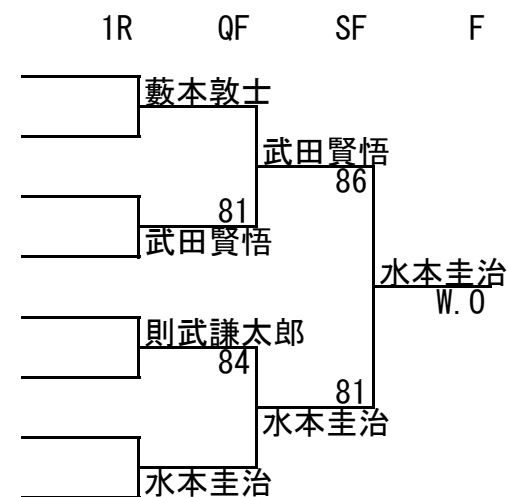 1R QF SF F
藪本敦士
武田賢悟
86
81
武田賢悟
水本圭治
W.O
則武謙太郎
84
81
水本圭治
水本圭治